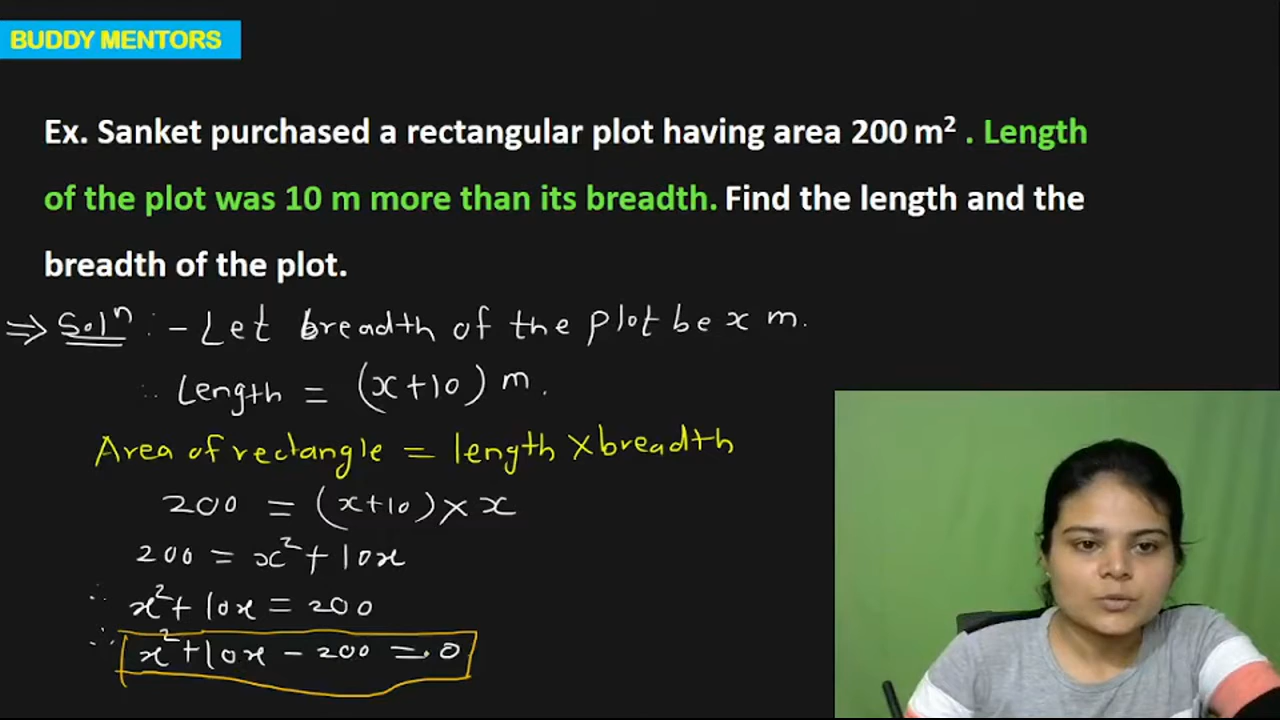 BUDDY MENTORS
Ex. Sanket purchased a rectangular plot having area 200 m² . Length
of the plot was 10 m more than its breadth. Find the length and the
breadth of the plot.
⇒ Solⁿ :- Let breadth of the plot be x m.
∴ Length = (x+10) m.
Area of rectangle = length × breadth
200 = (x+10) × x
200 = x² + 10x
∴ x² + 10x = 200
∴ x² + 10x - 200 = 0